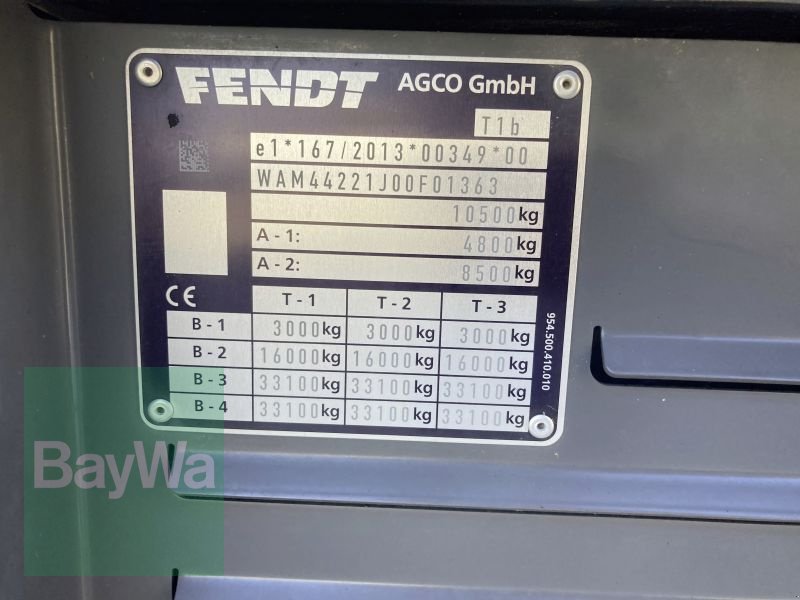 FENDT AGCO GmbH
T1b
e1*167/2013*00349*00
WAM44221J00F01363
10500kg
A - 1: 4800kg
A - 2: 8500kg
CE T - 1 T - 2 T - 3
B - 1 3000kg 3000kg 3000kg
B - 2 16000kg 16000kg 16000kg
B - 3 33100kg 33100kg 33100kg
B - 4 33100kg 33100kg 33100kg
954.500.410.010
BayWa